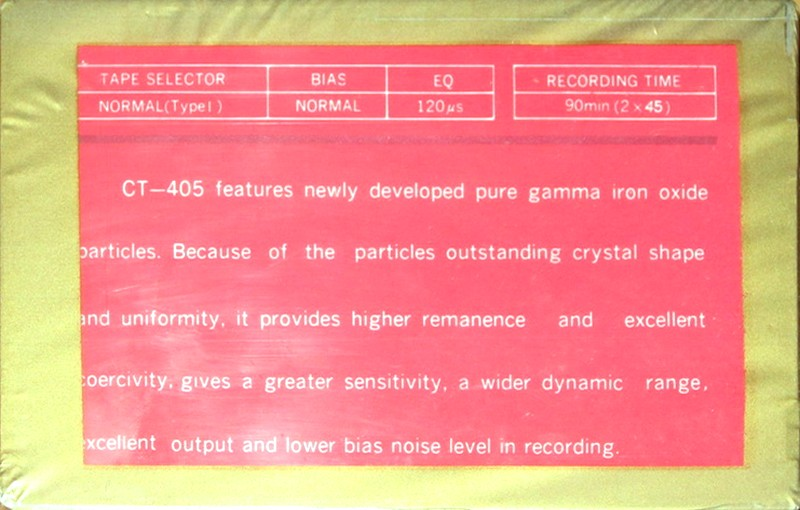 TAPE SELECTOR BIAS EQ RECORDING TIME
NORMAL(Type I) NORMAL 120μs 90min(2×45)
CT-405 features newly developed pure gamma iron oxide
particles. Because of the particles outstanding crystal shape
and uniformity, it provides higher remanence and excellent
coercivity, gives a greater sensitivity, a wider dynamic range,
excellent output and lower bias noise level in recording.